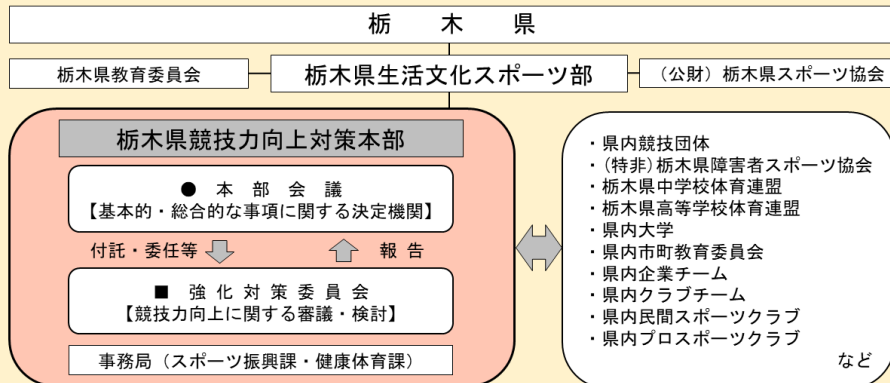 栃木県
栃木県教育委員会
栃木県生活文化スポーツ部
（公財）栃木県スポーツ協会
栃木県競技力向上対策本部
● 本部会議
【基本的・総合的な事項に関する決定機関】
付託・委任等
報告
■ 強化対策委員会
【競技力向上に関する審議・検討】
事務局（スポーツ振興課・健康体育課）
・県内競技団体
・(特非)栃木県障害者スポーツ協会
・栃木県中学校体育連盟
・栃木県高等学校体育連盟
・県内大学
・県内市町教育委員会
・県内企業チーム
・県内クラブチーム
・県内民間スポーツクラブ
・県内プロスポーツクラブ
など